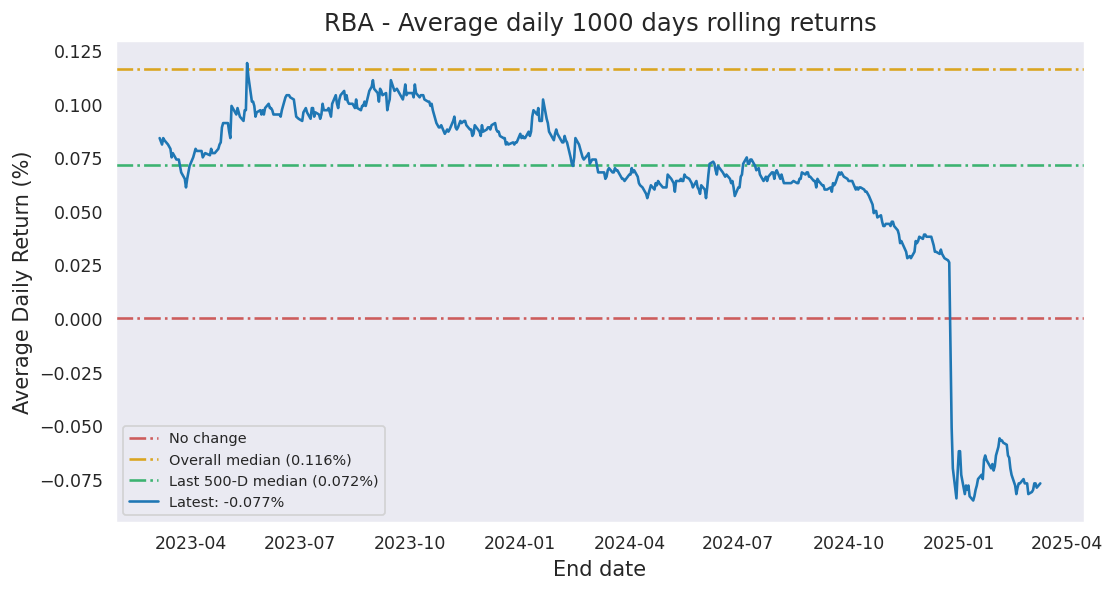 RBA - Average daily 1000 days rolling returns
Average Daily Return (%)
0.125
0.100
0.075
0.050
0.025
0.000
−0.025
−0.050
−0.075
No change
Overall median (0.116%)
Last 500-D median (0.072%)
Latest: -0.077%
2023-04 2023-07 2023-10 2024-01 2024-04 2024-07 2024-10 2025-01 2025-04
End date